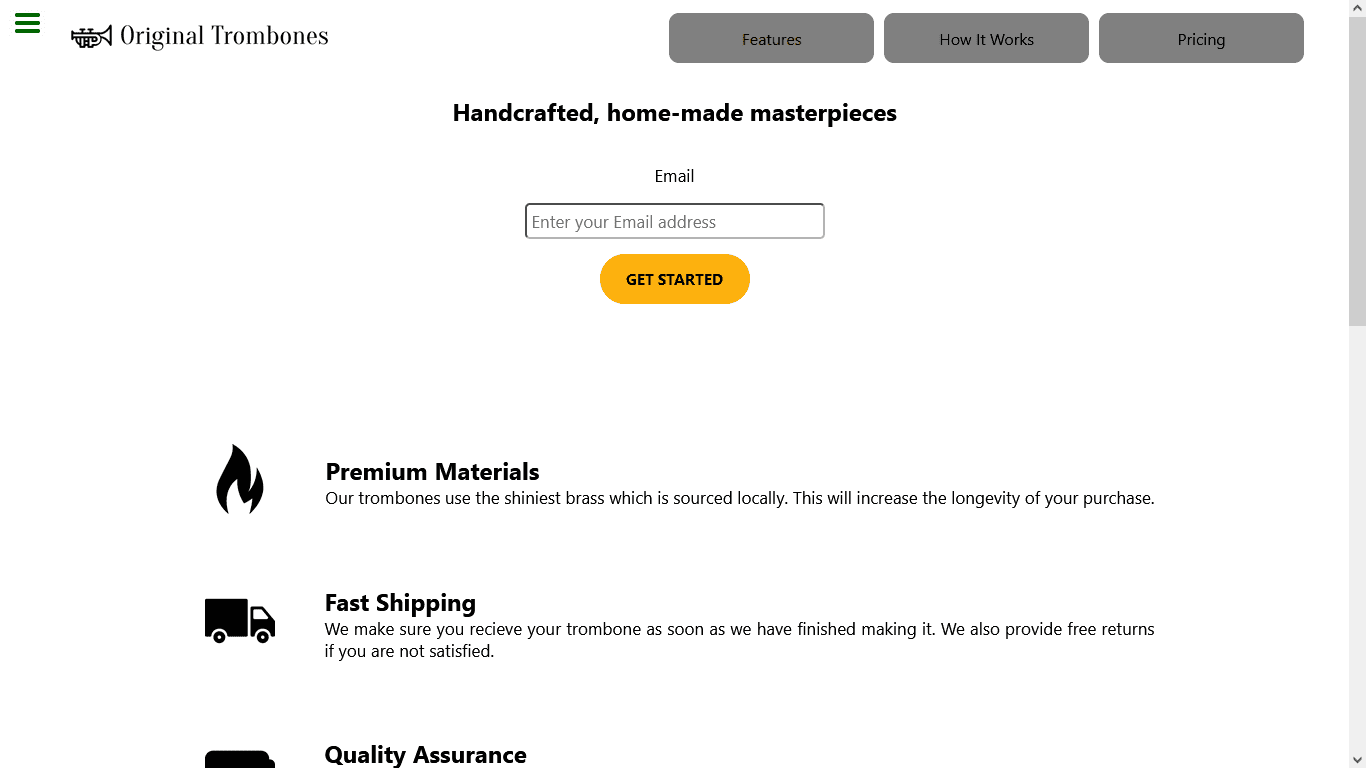 Original Trombones
Features
How It Works
Pricing
Handcrafted, home-made masterpieces
Email
Enter your Email address
GET STARTED
Premium Materials
Our trombones use the shiniest brass which is sourced locally. This will increase the longevity of your purchase.
Fast Shipping
We make sure you recieve your trombone as soon as we have finished making it. We also provide free returns
if you are not satisfied.
Quality Assurance